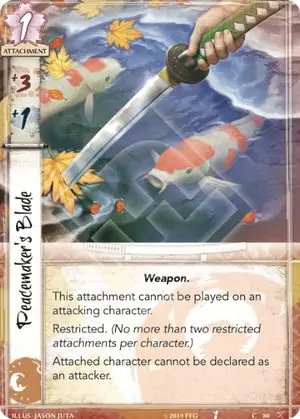 1
ATTACHMENT
+3
+1
Peacemaker's Blade
Weapon.
This attachment cannot be played on an
attacking character.
Restricted. (No more than two restricted
attachments per character.)
Attached character cannot be declared as
an attacker.
ILLUS. JASON JUTA
© 2019 FFG
C 80